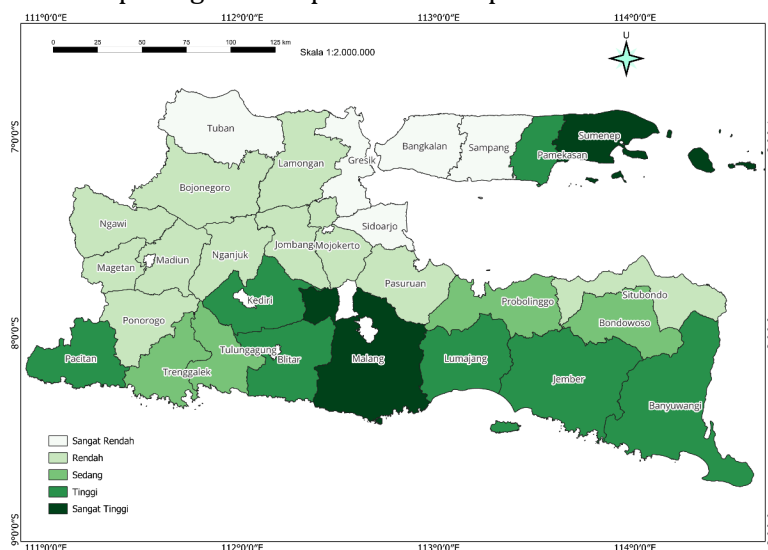 111°0'0"E 112°0'0"E 113°0'0"E 114°0'0"E
0 25 50 75 100 125 km
Skala 1:2.000.000
U
7°0'0"S
8°0'0"S
9°0'0"S
Tuban
Lamongan
Gresik
Bangkalan
Sampang
Sumenep
Pamekasan
Bojonegoro
Ngawi
Sidoarjo
Magetan
Madiun
Nganjuk
Jombang
Mojokerto
Pasuruan
Ponorogo
Kediri
Probolinggo
Situbondo
Bondowoso
Pacitan
Trenggalek
Tulungagung
Blitar
Malang
Lumajang
Jember
Banyuwangi
Sangat Rendah
Rendah
Sedang
Tinggi
Sangat Tinggi
111°0'0"E 112°0'0"E 113°0'0"E 114°0'0"E